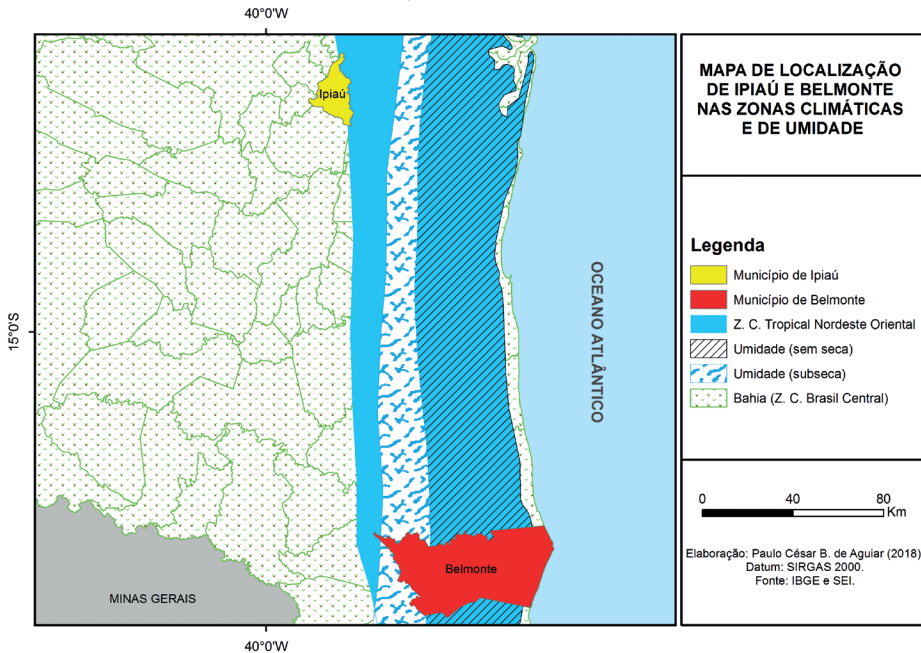 40°0'W
Ipiaú
15°0'S
OCEANO ATLÂNTICO
Belmonte
MINAS GERAIS
40°0'W
MAPA DE LOCALIZAÇÃO
DE IPIAÚ E BELMONTE
NAS ZONAS CLIMÁTICAS
E DE UMIDADE
Legenda
Município de Ipiaú
Município de Belmonte
Z. C. Tropical Nordeste Oriental
Umidade (sem seca)
Umidade (subseca)
Bahia (Z. C. Brasil Central)
0 40 80
Km
Elaboração: Paulo César B. de Aguiar (2018)
Datum: SIRGAS 2000.
Fonte: IBGE e SEI.